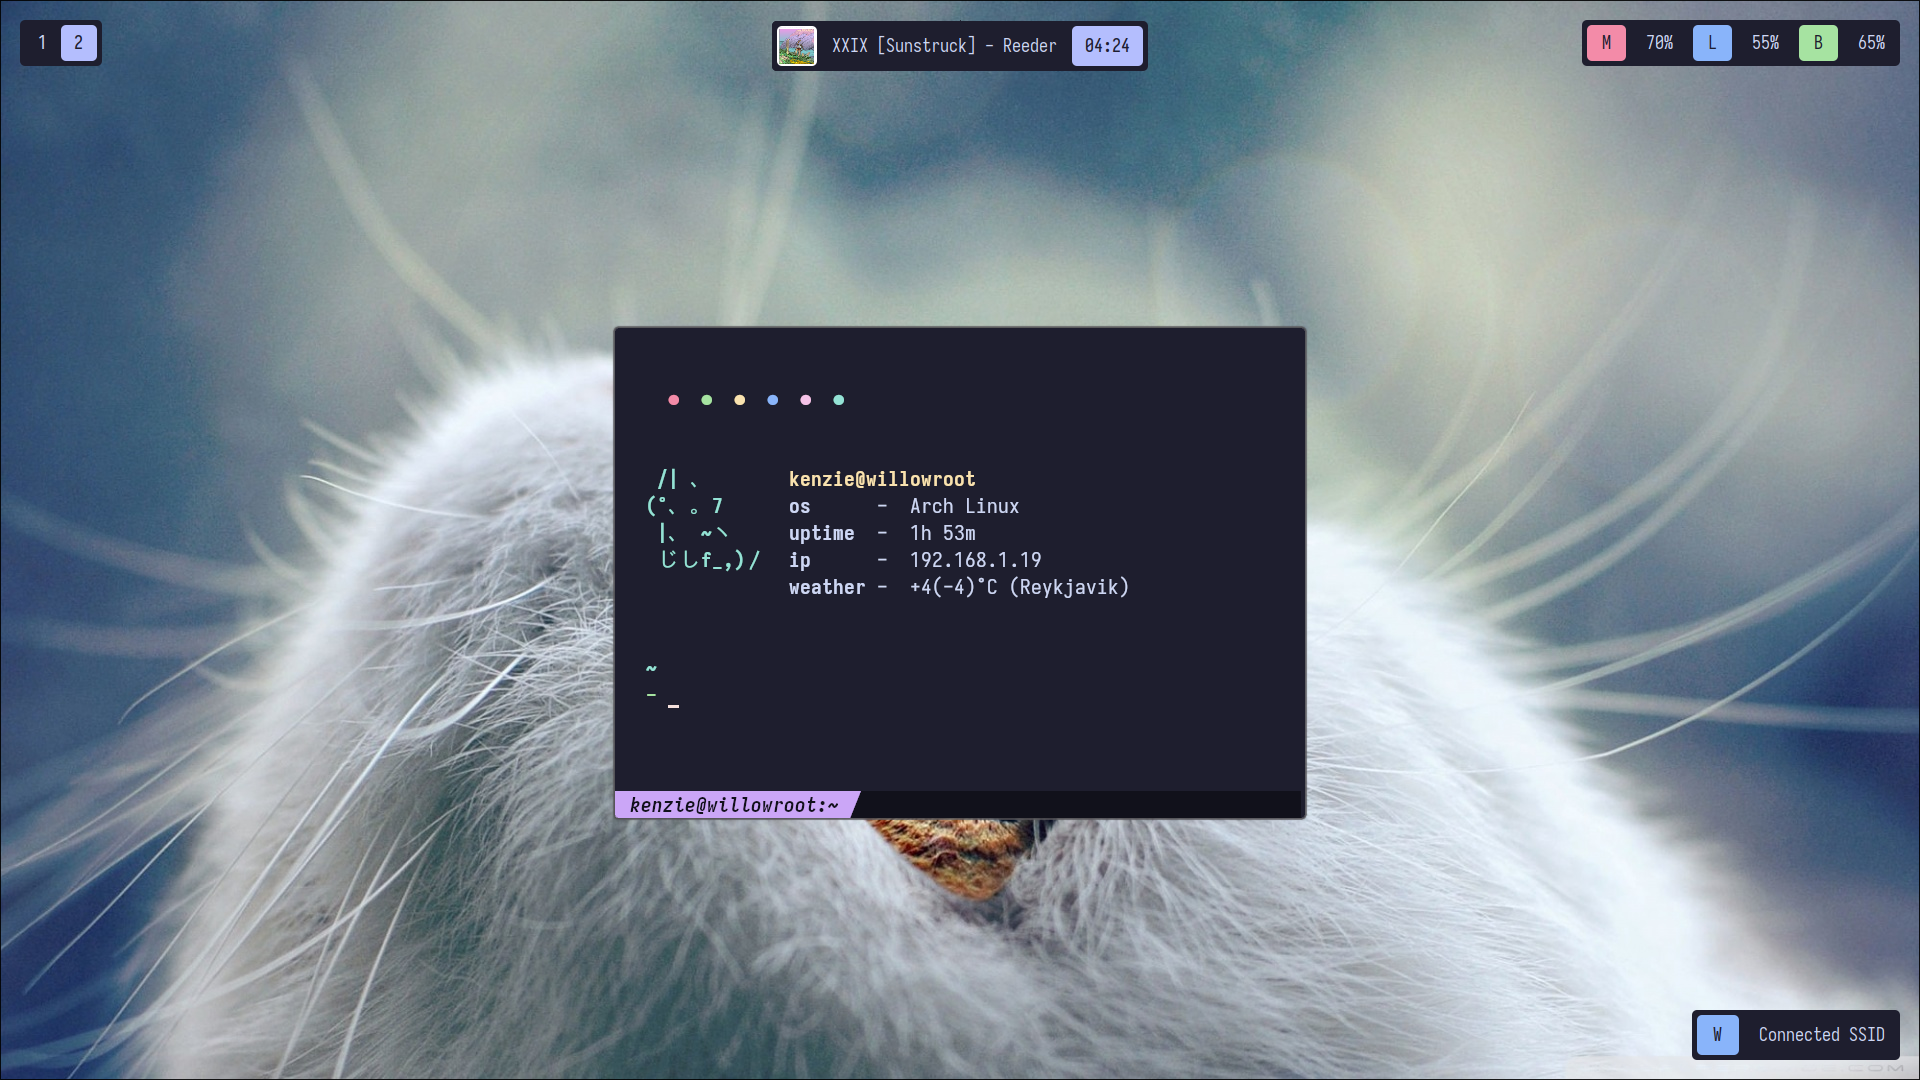 1 2
XXIX [Sunstruck] - Reeder 04:24
M 70% L 55% B 65%
/| 、
(˚、。7
|、 ~ヽ
じしf_,)/
kenzie@willowroot
os - Arch Linux
uptime - 1h 53m
ip - 192.168.1.19
weather - +4(-4)°C (Reykjavik)
~
- _
kenzie@willowroot:~
W Connected SSID